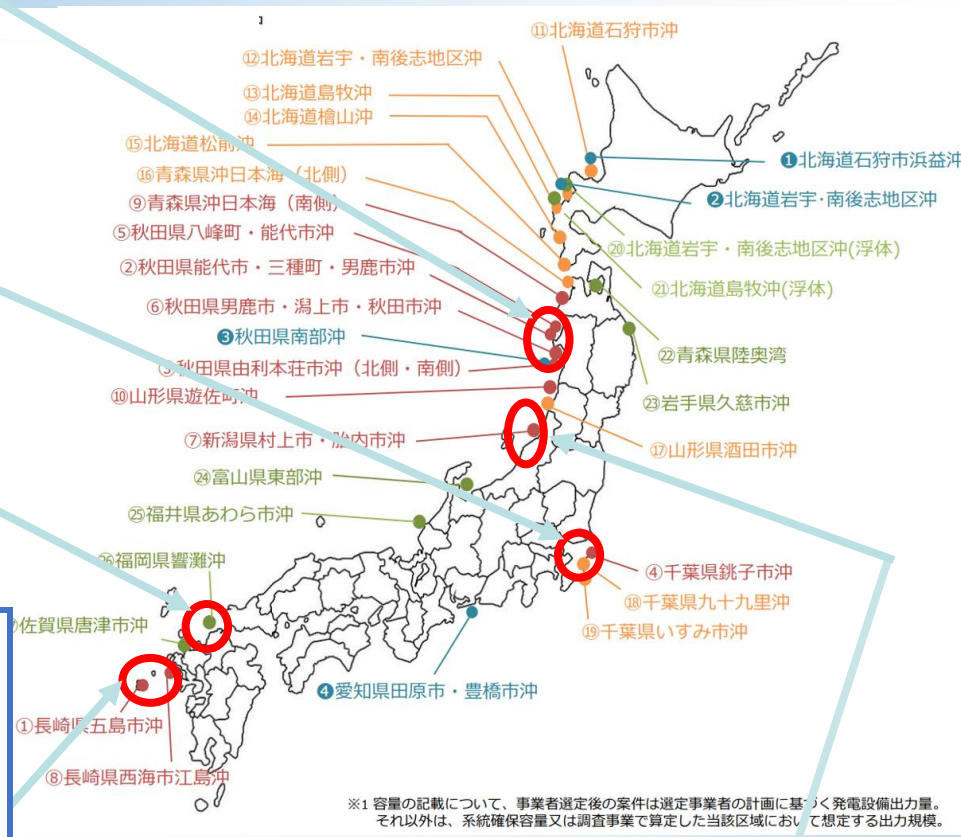 ⑪北海道石狩市沖
⑫北海道岩宇・南後志地区沖
⑬北海道島牧沖
⑭北海道檜山沖
⑮北海道松前沖
⑯青森県沖日本海（北側）
⑨青森県沖日本海（南側）
⑤秋田県八峰町・能代市沖
②秋田県能代市・三種町・男鹿市沖
⑥秋田県男鹿市・潟上市・秋田市沖
❸秋田県南部沖
③秋田県由利本荘市沖（北側・南側）
⑩山形県遊佐町沖
⑦新潟県村上市・胎内市沖
㉔富山県東部沖
㉕福井県あわら市沖
㉖福岡県響灘沖
佐賀県唐津市沖
①長崎県五島市沖
⑧長崎県西海市江島沖
❶北海道石狩市浜益沖
❷北海道岩宇・南後志地区沖
⑳北海道岩宇・南後志地区沖(浮体)
㉑北海道島牧沖(浮体)
㉒青森県陸奥湾
㉓岩手県久慈市沖
⑰山形県酒田市沖
④千葉県銚子市沖
⑱千葉県九十九里沖
⑲千葉県いすみ市沖
❹愛知県田原市・豊橋市沖
※1 容量の記載について、事業者選定後の案件は選定事業者の計画に基づく発電設備出力量。
それ以外は、系統確保容量又は調査事業で算定した当該区域において想定する出力規模。